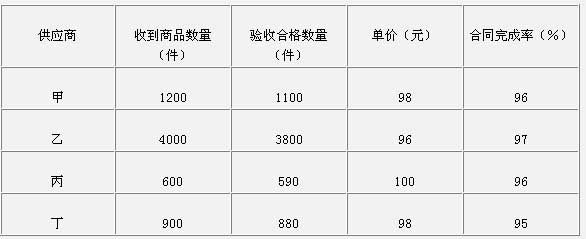 供应商 收到商品数量（件） 验收合格数量（件） 单价（元） 合同完成率（%）
甲 1200 1100 98 96
乙 4000 3800 96 97
丙 600 590 100 96
丁 900 880 98 95